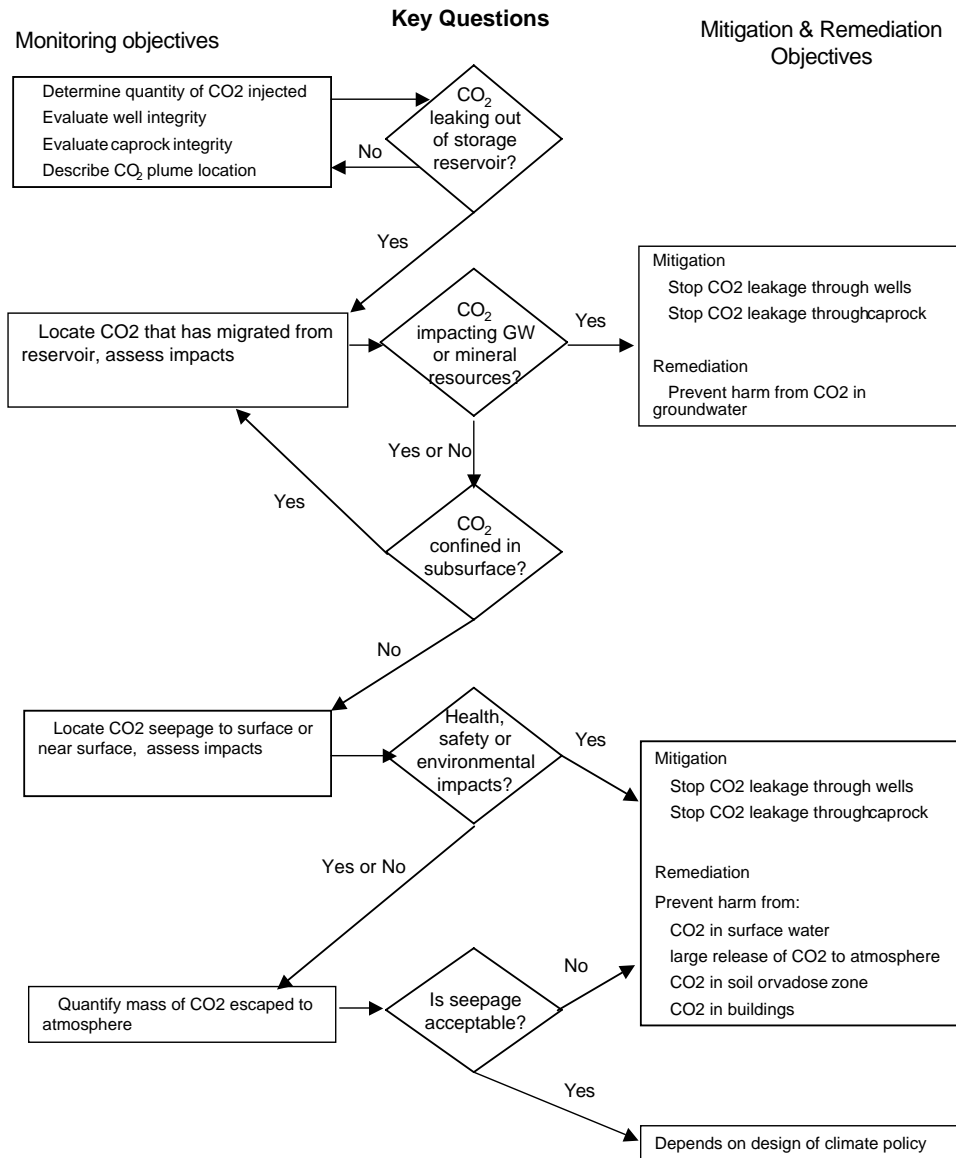 Key Questions
Monitoring objectives
Mitigation & Remediation
Objectives
Determine quantity of CO2 injected
Evaluate well integrity
Evaluate caprock integrity
Describe CO₂ plume location
CO₂
leaking out
of storage
reservoir?
No
Yes
Locate CO2 that has migrated from
reservoir, assess impacts
CO₂
impacting GW
or mineral
resources?
Yes
Mitigation
Stop CO2 leakage through wells
Stop CO2 leakage throughcaprock
Remediation
Prevent harm from CO2 in
groundwater
Yes or No
Yes
CO₂
confined in
subsurface?
No
Locate CO2 seepage to surface or
near surface, assess impacts
Health,
safety or
environmental
impacts?
Yes
Mitigation
Stop CO2 leakage through wells
Stop CO2 leakage throughcaprock
Remediation
Prevent harm from:
CO2 in surface water
large release of CO2 to atmosphere
CO2 in soil orvadose zone
CO2 in buildings
Yes or No
Quantify mass of CO2 escaped to
atmosphere
Is seepage
acceptable?
No
Yes
Depends on design of climate policy